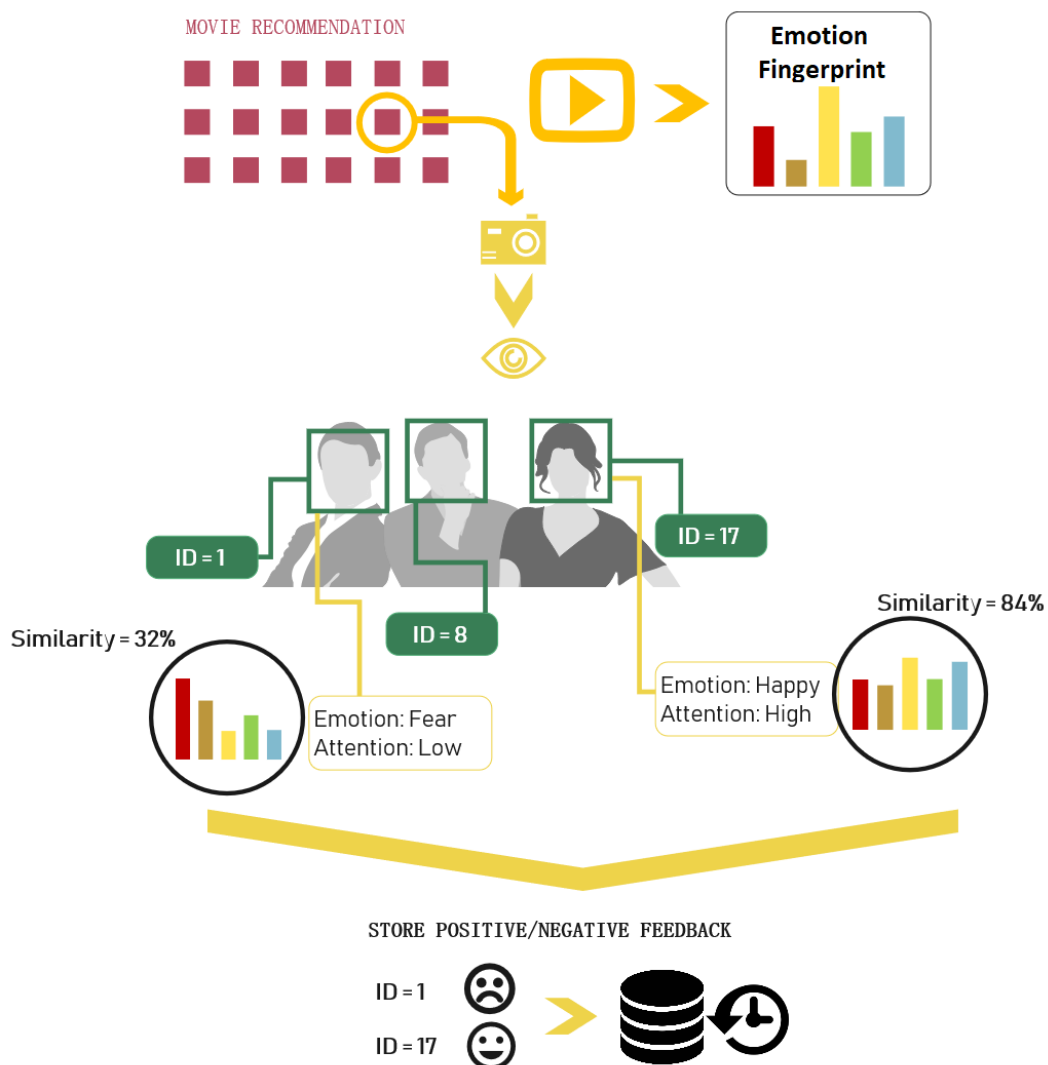 MOVIE RECOMMENDATION
Emotion
Fingerprint
ID = 1
ID = 17
ID = 8
Similarity = 32%
Similarity = 84%
Emotion: Fear
Attention: Low
Emotion: Happy
Attention: High
STORE POSITIVE/NEGATIVE FEEDBACK
ID = 1
ID = 17